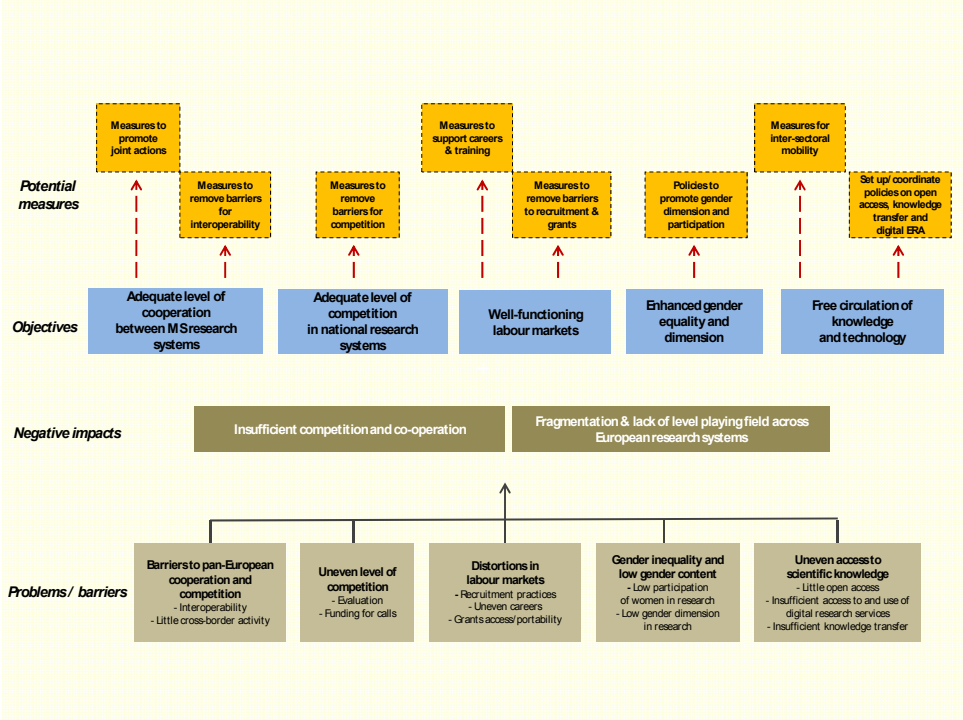 Measures to
promote
joint actions
Measures to
support careers
& training
Measures for
inter-sectoral
mobility
Potential
measures
Measures to
remove barriers
for
interoperability
Measures to
remove
barriers for
competition
Measures to
remove barriers
to recruitment &
grants
Policies to
promote gender
dimension and
participation
Set up/ coordinate
policies on open
access, knowledge
transfer and
digital ERA
Objectives
Adequate level of
cooperation
between MS research
systems
Adequate level of
competition
in national research
systems
Well-functioning
labour markets
Enhanced gender
equality and
dimension
Free circulation of
knowledge
and technology
Negative impacts
Insufficient competition and co-operation
Fragmentation & lack of level playing field across
European research systems
Problems / barriers
Barriers to pan-European
cooperation and
competition
- Interoperability
- Little cross-border activity
Uneven level of
competition
- Evaluation
- Funding for calls
Distortions in
labour markets
- Recruitment practices
- Uneven careers
- Grants access/portability
Gender inequality and
low gender content
- Low participation
of women in research
- Low gender dimension
in research
Uneven access to
scientific knowledge
- Little open access
- Insufficient access to and use of
digital research services
- Insufficient knowledge transfer